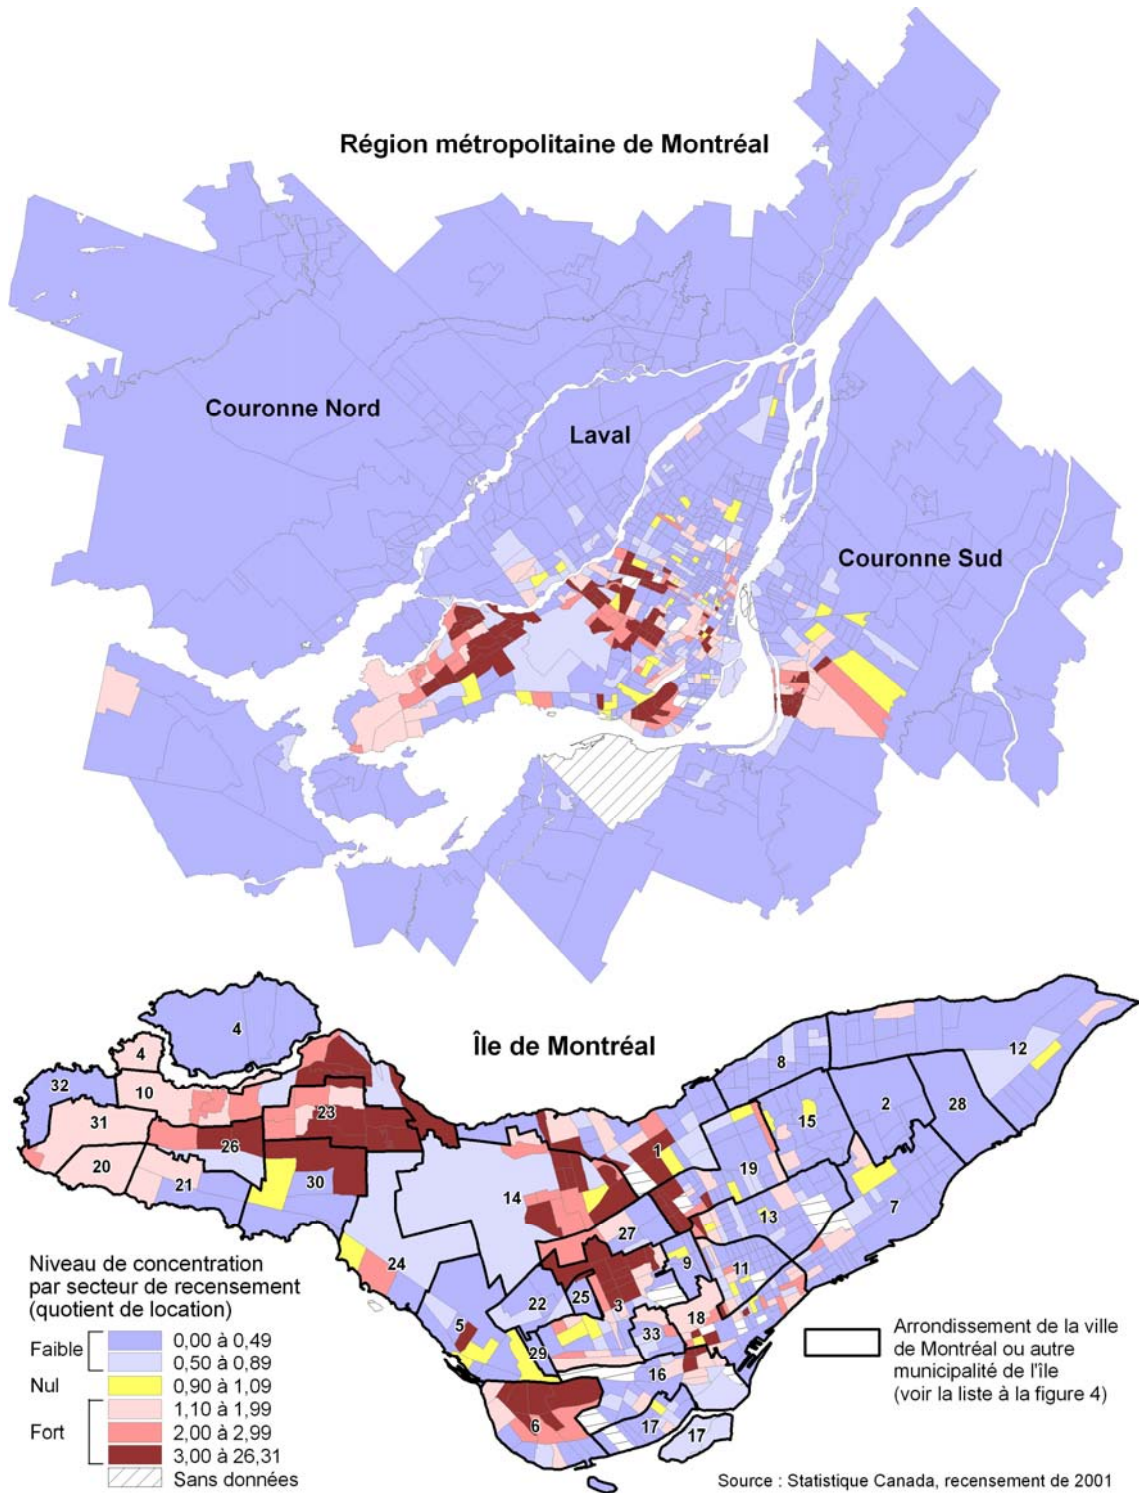 Région métropolitaine de Montréal
Couronne Nord
Laval
Couronne Sud
Île de Montréal
4
4
32
10
31
20
21
26
23
30
24
14
5
22
25
29
3
27
9
33
18
16
6
17
17
1
8
19
15
13
11
2
28
12
7
Niveau de concentration
par secteur de recensement
(quotient de location)
Faible
0,00 à 0,49
0,50 à 0,89
Nul
0,90 à 1,09
Fort
1,10 à 1,99
2,00 à 2,99
3,00 à 26,31
Sans données
Arrondissement de la ville
de Montréal ou autre
municipalité de l'île
(voir la liste à la figure 4)
Source : Statistique Canada, recensement de 2001